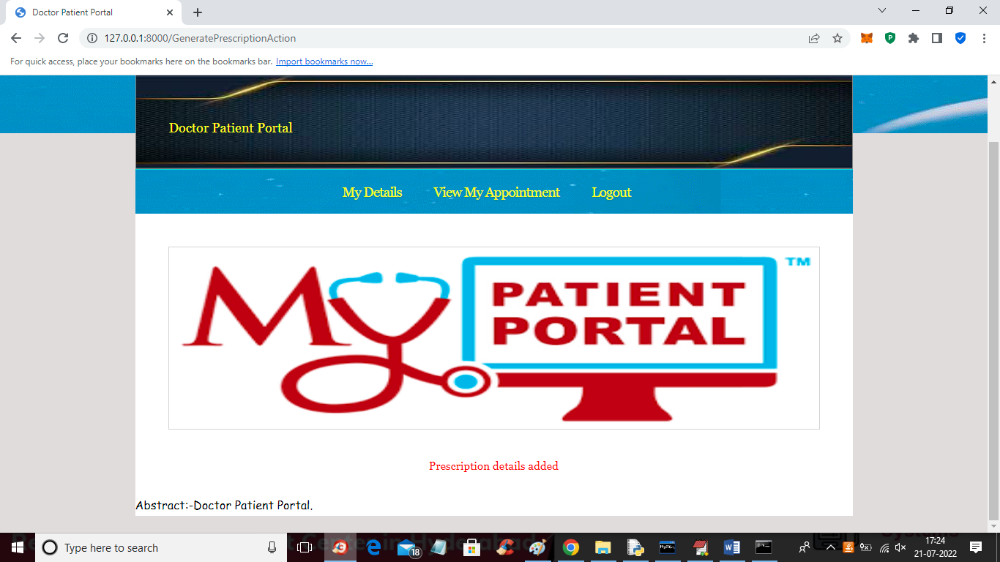 Doctor Patient Portal
127.0.0.1:8000/GeneratePrescriptionAction
For quick access, place your bookmarks here on the bookmarks bar. Import bookmarks now...
Doctor Patient Portal
My Details View My Appointment Logout
My PATIENT PORTAL TM
Prescription details added
Abstract:-Doctor Patient Portal.
Type here to search
18
17:24
21-07-2022